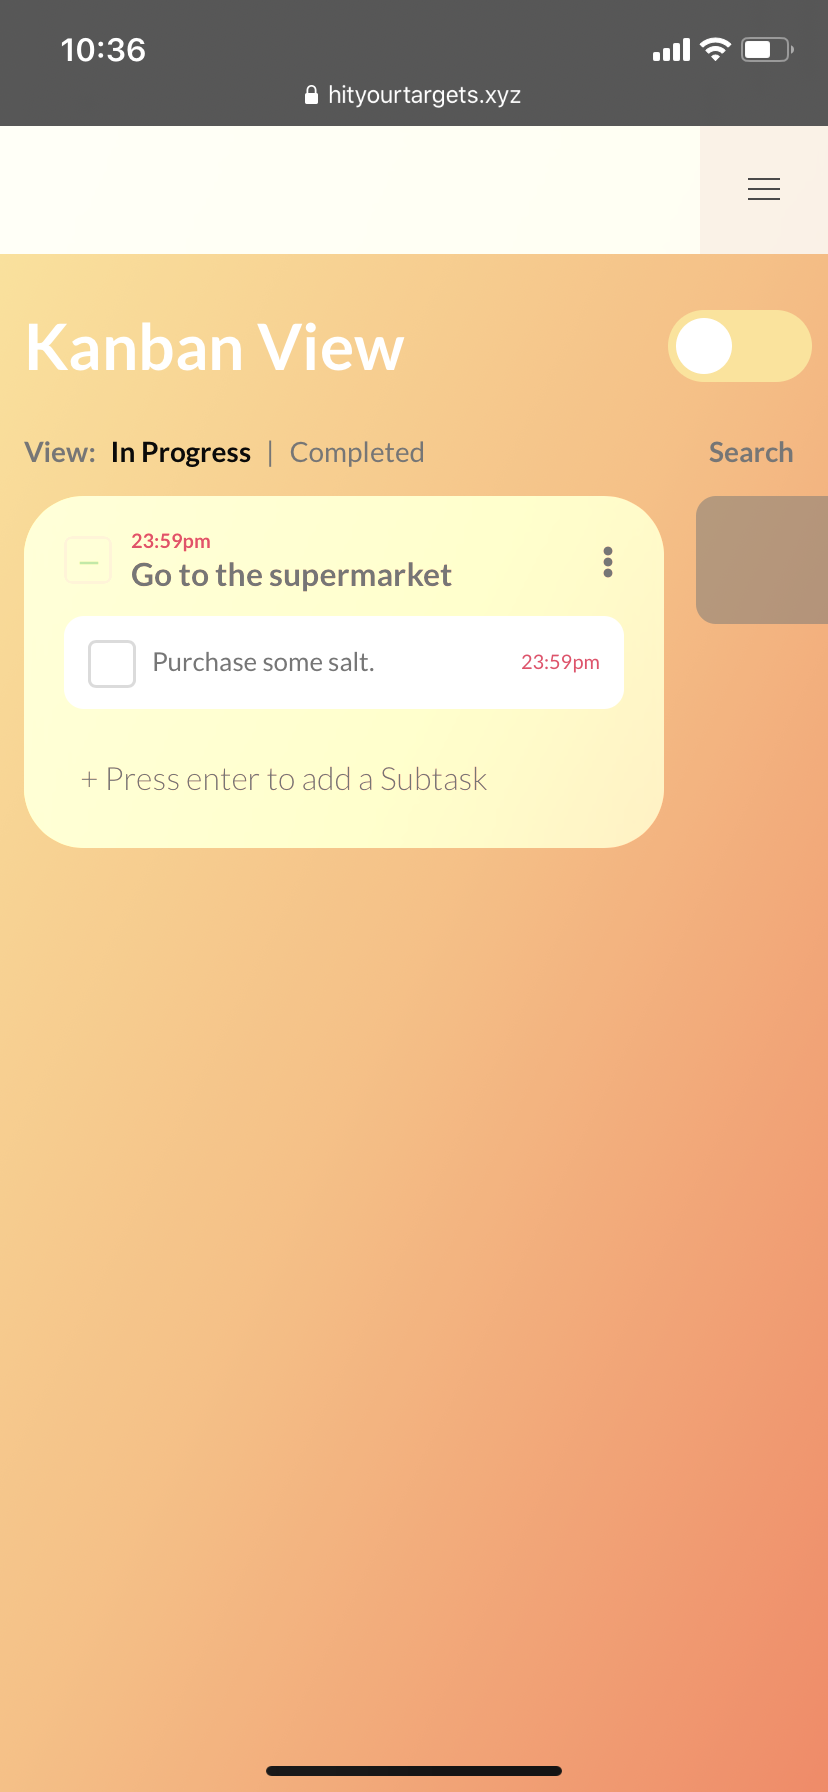 10:36
hityourtargets.xyz
Kanban View
View: In Progress | Completed Search
23:59pm
Go to the supermarket
Purchase some salt. 23:59pm
+ Press enter to add a Subtask